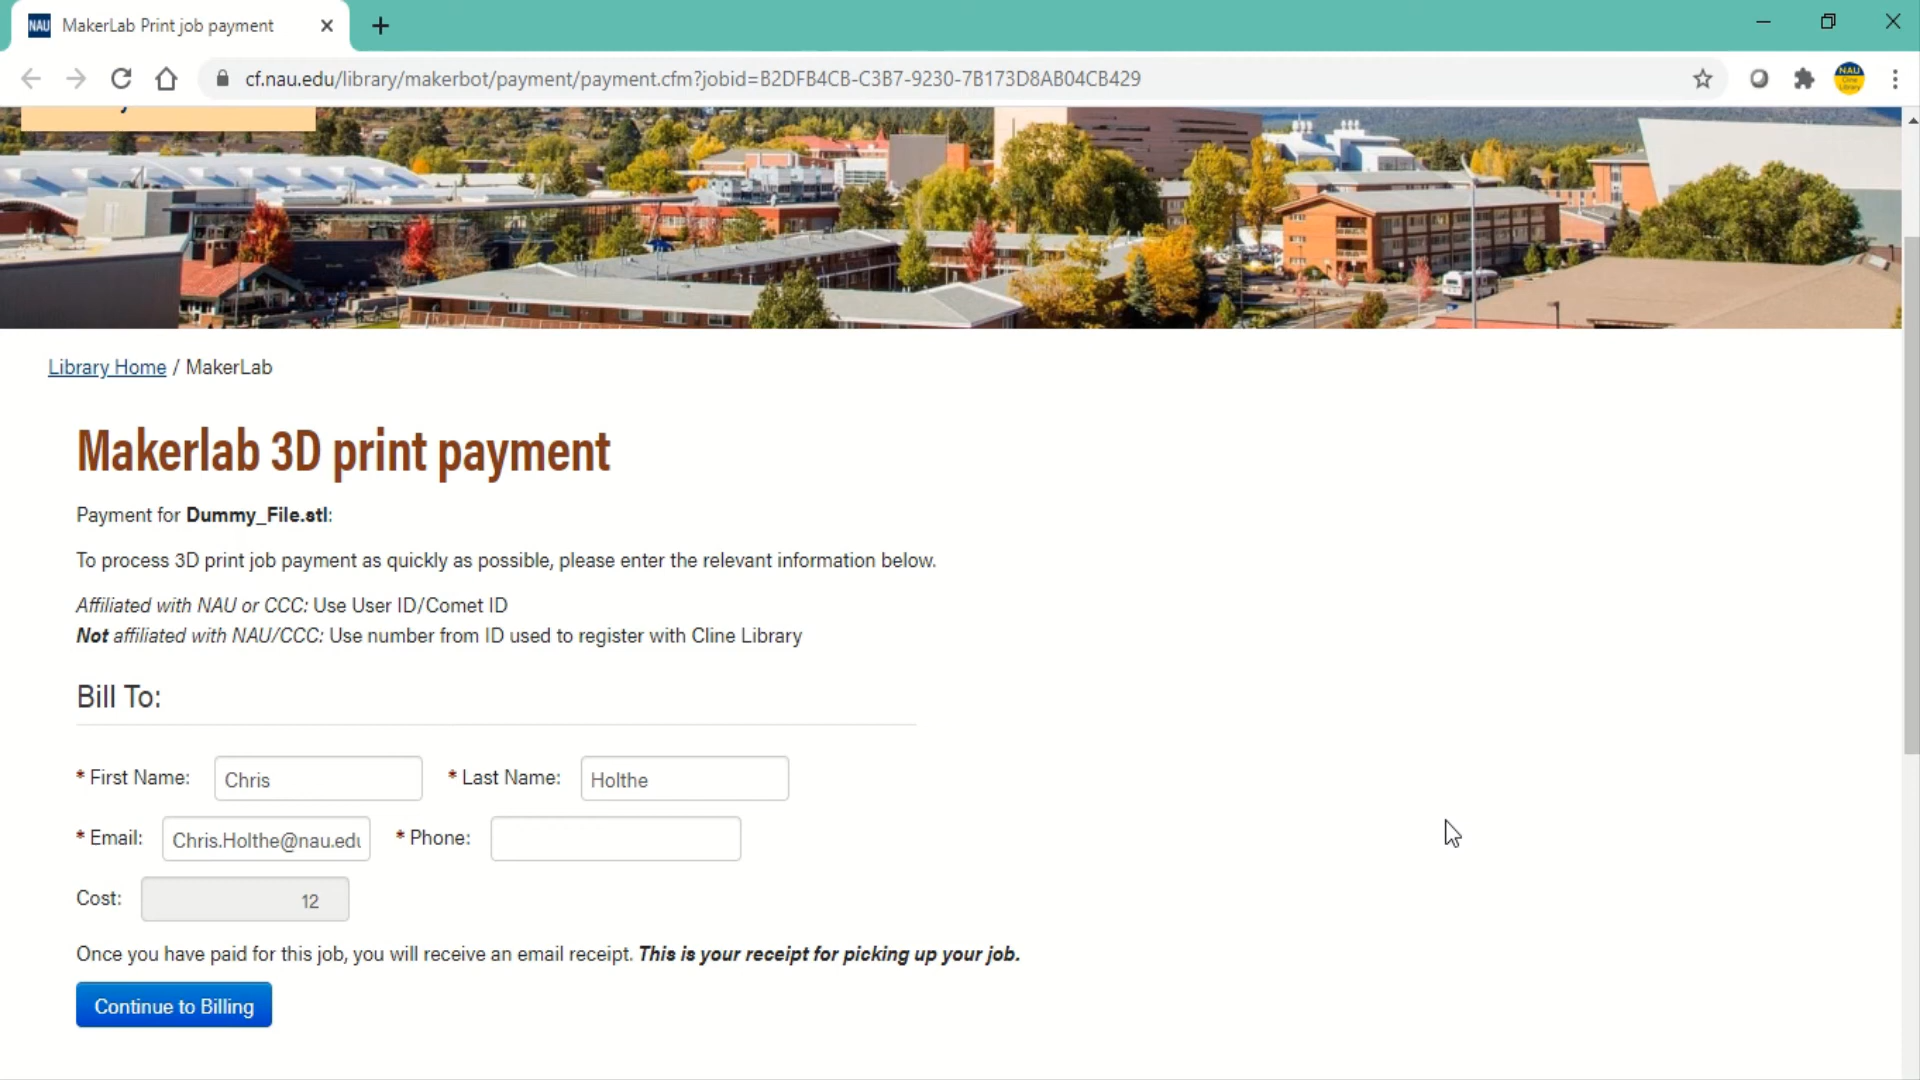 NAU MakerLab Print job payment
cf.nau.edu/library/makerbot/payment/payment.cfm?jobid=B2DFB4CB-C3B7-9230-7B173D8AB04CB429
NAU
Cline
Library
Library Home / MakerLab
Makerlab 3D print payment
Payment for Dummy_File.stl:
To process 3D print job payment as quickly as possible, please enter the relevant information below.
Affiliated with NAU or CCC: Use User ID/Comet ID
Not affiliated with NAU/CCC: Use number from ID used to register with Cline Library
Bill To:
* First Name: Chris * Last Name: Holthe
* Email: Chris.Holthe@nau.edu * Phone:
Cost: 12
Once you have paid for this job, you will receive an email receipt. This is your receipt for picking up your job.
Continue to Billing